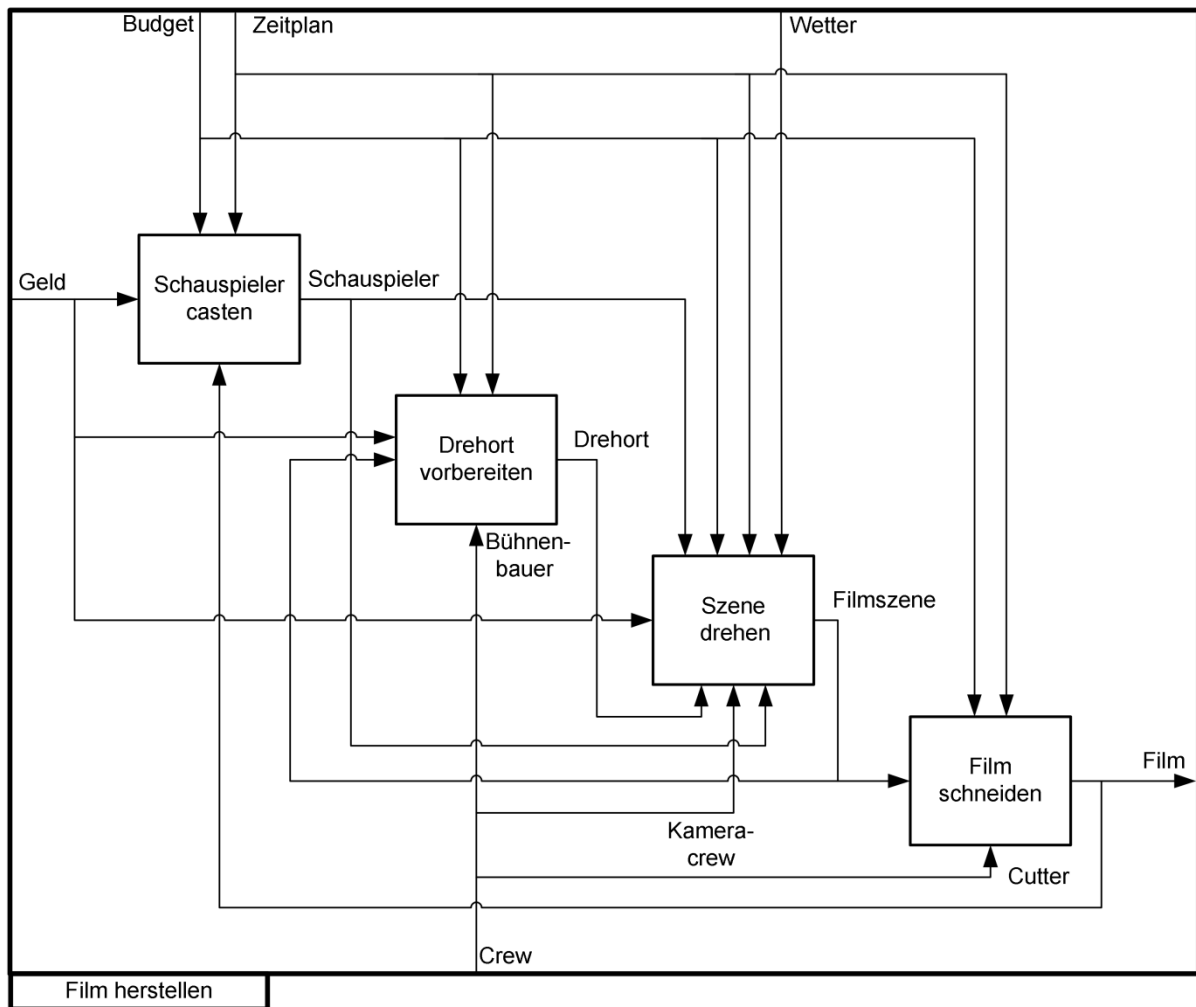 Budget
Zeitplan
Wetter
Geld
Schauspieler
casten
Schauspieler
Drehort
vorbereiten
Drehort
Bühnen-
bauer
Szene
drehen
Filmszene
Film
schneiden
Film
Kamera-
crew
Cutter
Crew
Film herstellen